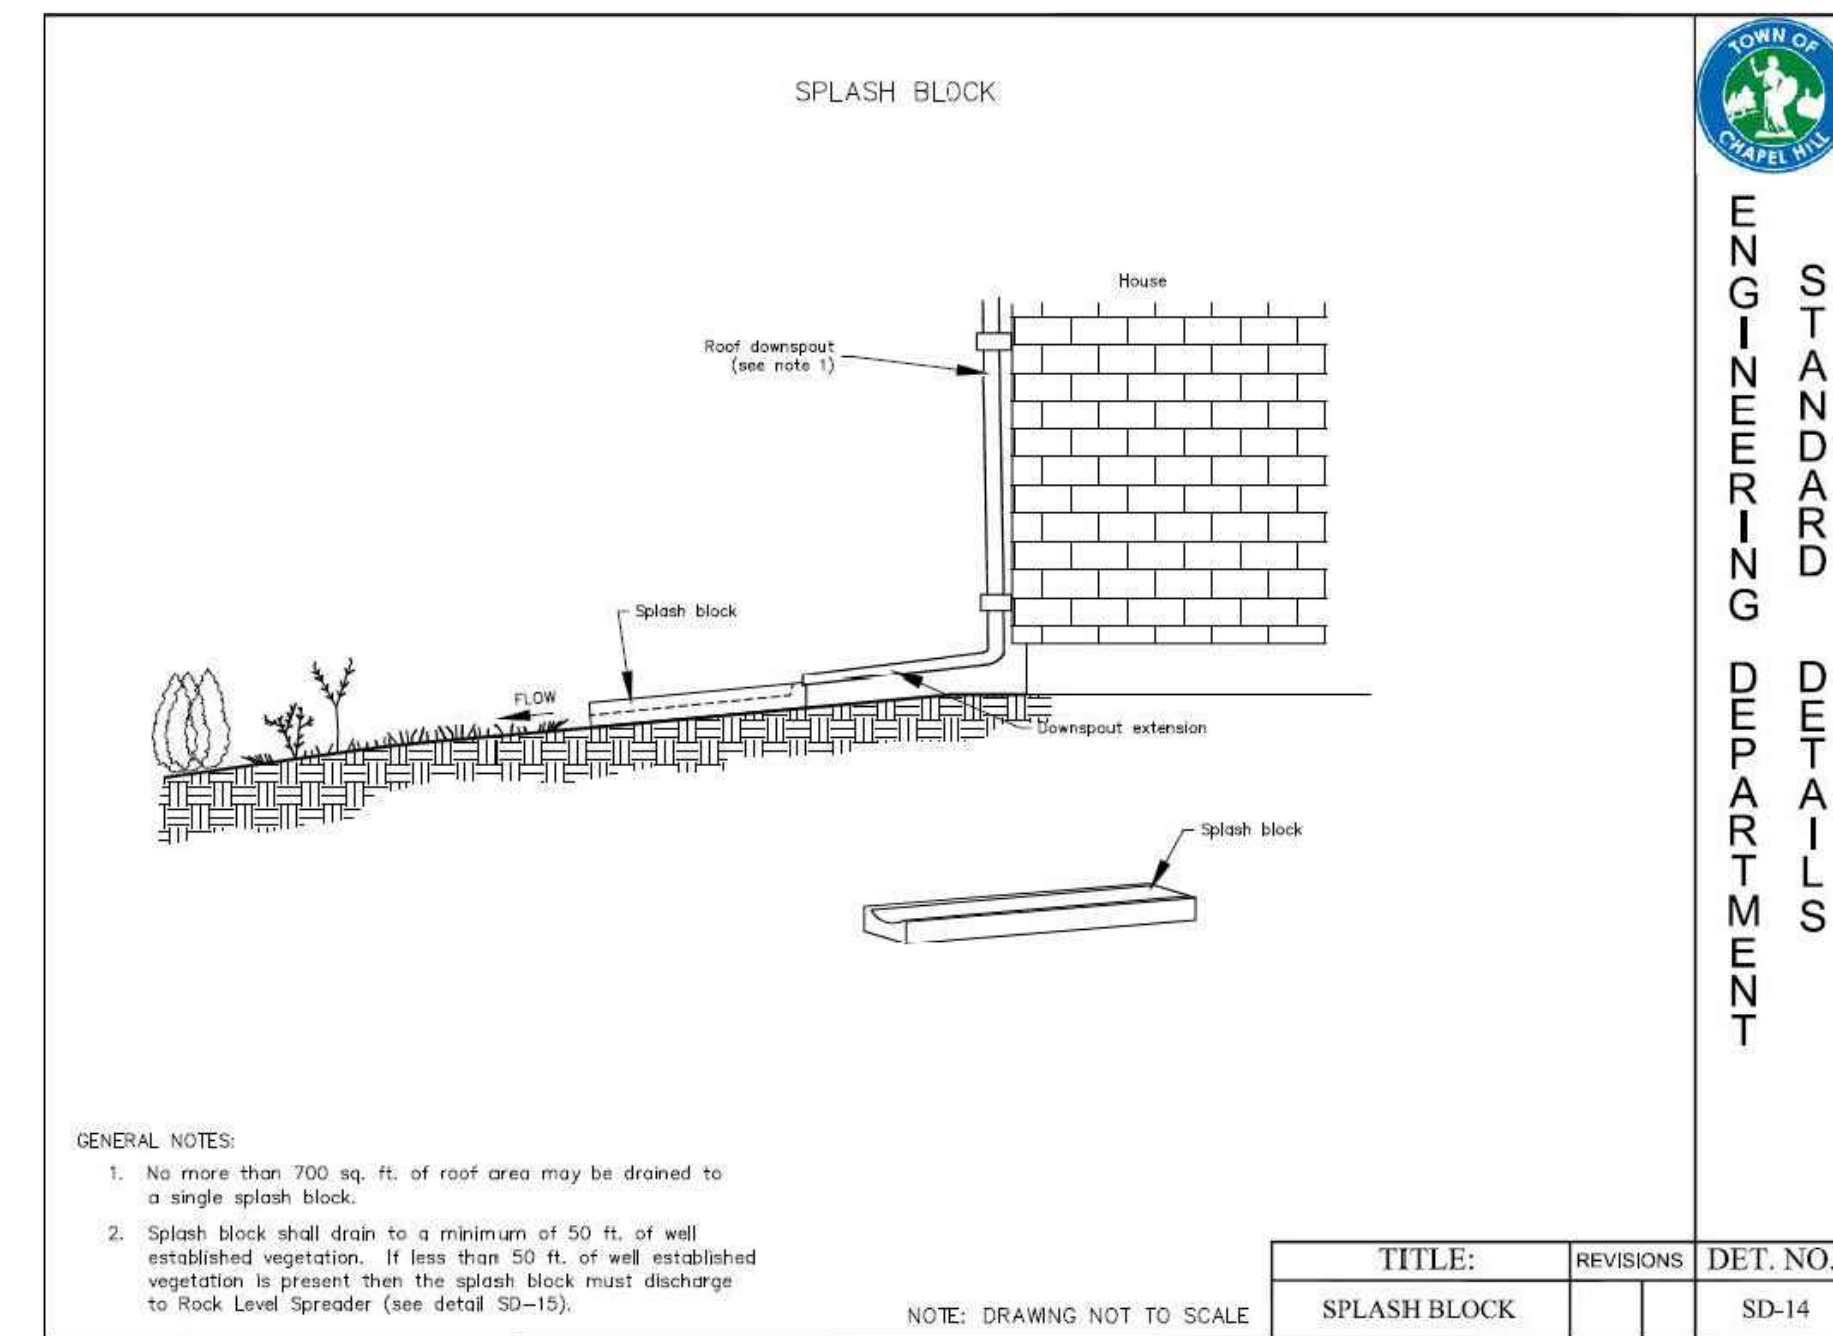 SPLASH BLOCK
House
Roof downspout
(see note 1)
Splash block
FLOW
Downspout extension
Splash block
GENERAL NOTES:
1. No more than 700 sq. ft. of roof area may be drained to
a single splash block.
2. Splash block shall drain to a minimum of 50 ft. of well
established vegetation. If less than 50 ft. of well established
vegetation is present then the splash block must discharge
to Rock Level Spreader (see detail SD-15).
NOTE: DRAWING NOT TO SCALE
TITLE:
REVISIONS
DET. NO.
SPLASH BLOCK
SD-14
TOWN OF
CHAPEL HILL
ENGINEERING DEPARTMENT
STANDARD DETAILS